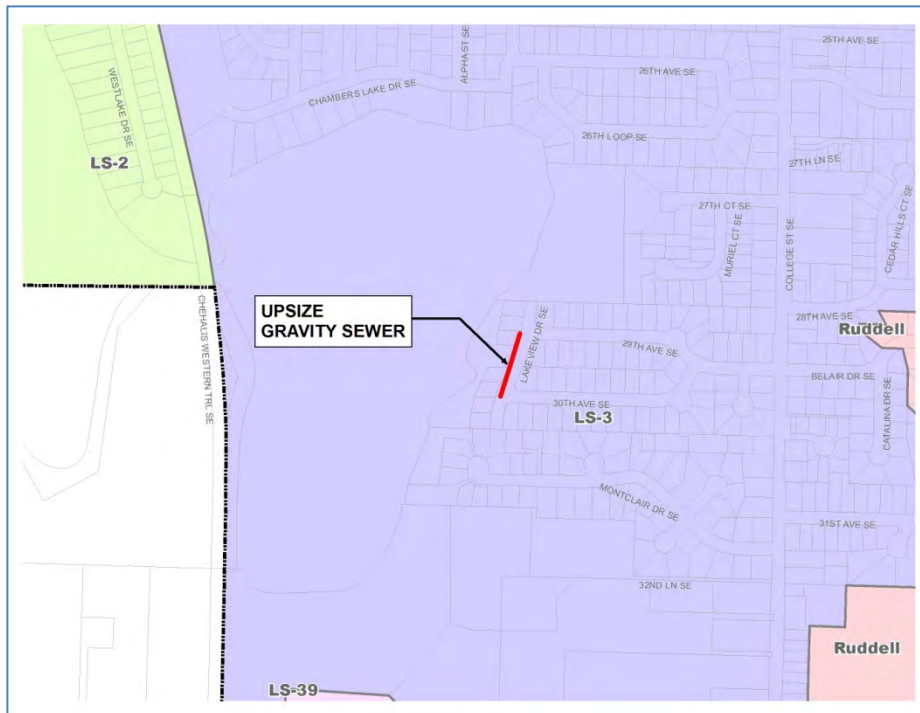 25TH AVE SE
ALPHA ST SE
26TH AVE SE
WESTLAKE DR SE
CHAMBERS LAKE DR SE
26TH LOOP SE
LS-2
27TH LN SE
27TH CT SE
MURIEL CT SE
COLLEGE ST SE
CEDAR HILLS CT SE
CHEHALIS WESTERN TRL SE
UPSIZE
GRAVITY SEWER
LAKEVIEW DR SE
28TH AVE SE
Ruddell
29TH AVE SE
BELAIR DR SE
CATALINA DR SE
30TH AVE SE
LS-3
MONTCLAIR DR SE
31ST AVE SE
32ND LN SE
Ruddell
LS-39